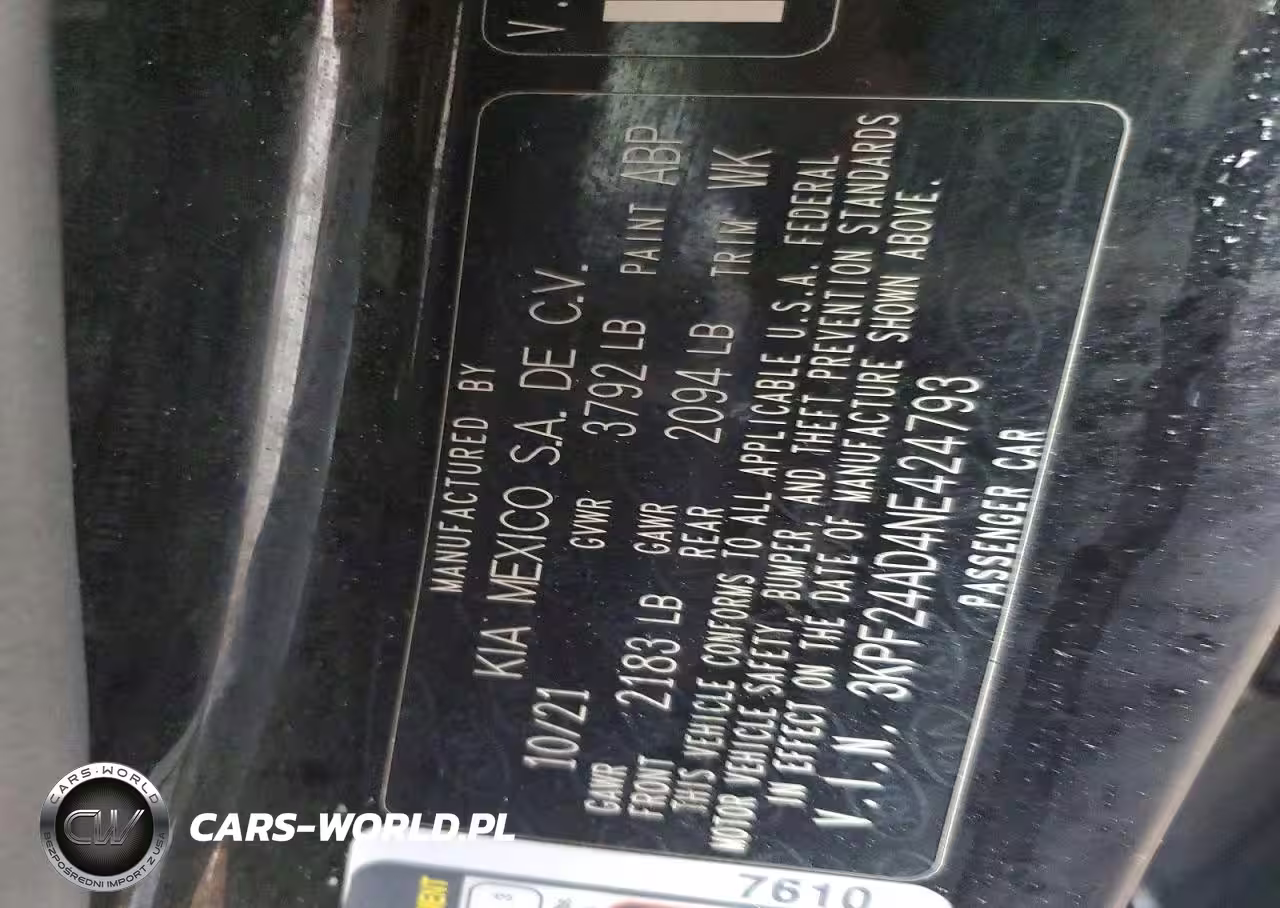 V.
MANUFACTURED BY
KIA MEXICO S.A. DE C.V.
10/21 GVWR 3792 LB PAINT ABP
GAWR FRONT 2183 LB GAWR REAR 2094 LB TRIM WK
THIS VEHICLE CONFORMS TO ALL APPLICABLE U.S.A. FEDERAL
MOTOR VEHICLE SAFETY, BUMPER, AND THEFT PREVENTION STANDARDS
IN EFFECT ON THE DATE OF MANUFACTURE SHOWN ABOVE.
V.I.N. 3KPF24AD4NE424793
PASSENGER CAR
7610
3
CARS-WORLD
CW
BEZPOŚREDNI IMPORT Z USA
CARS-WORLD.PL